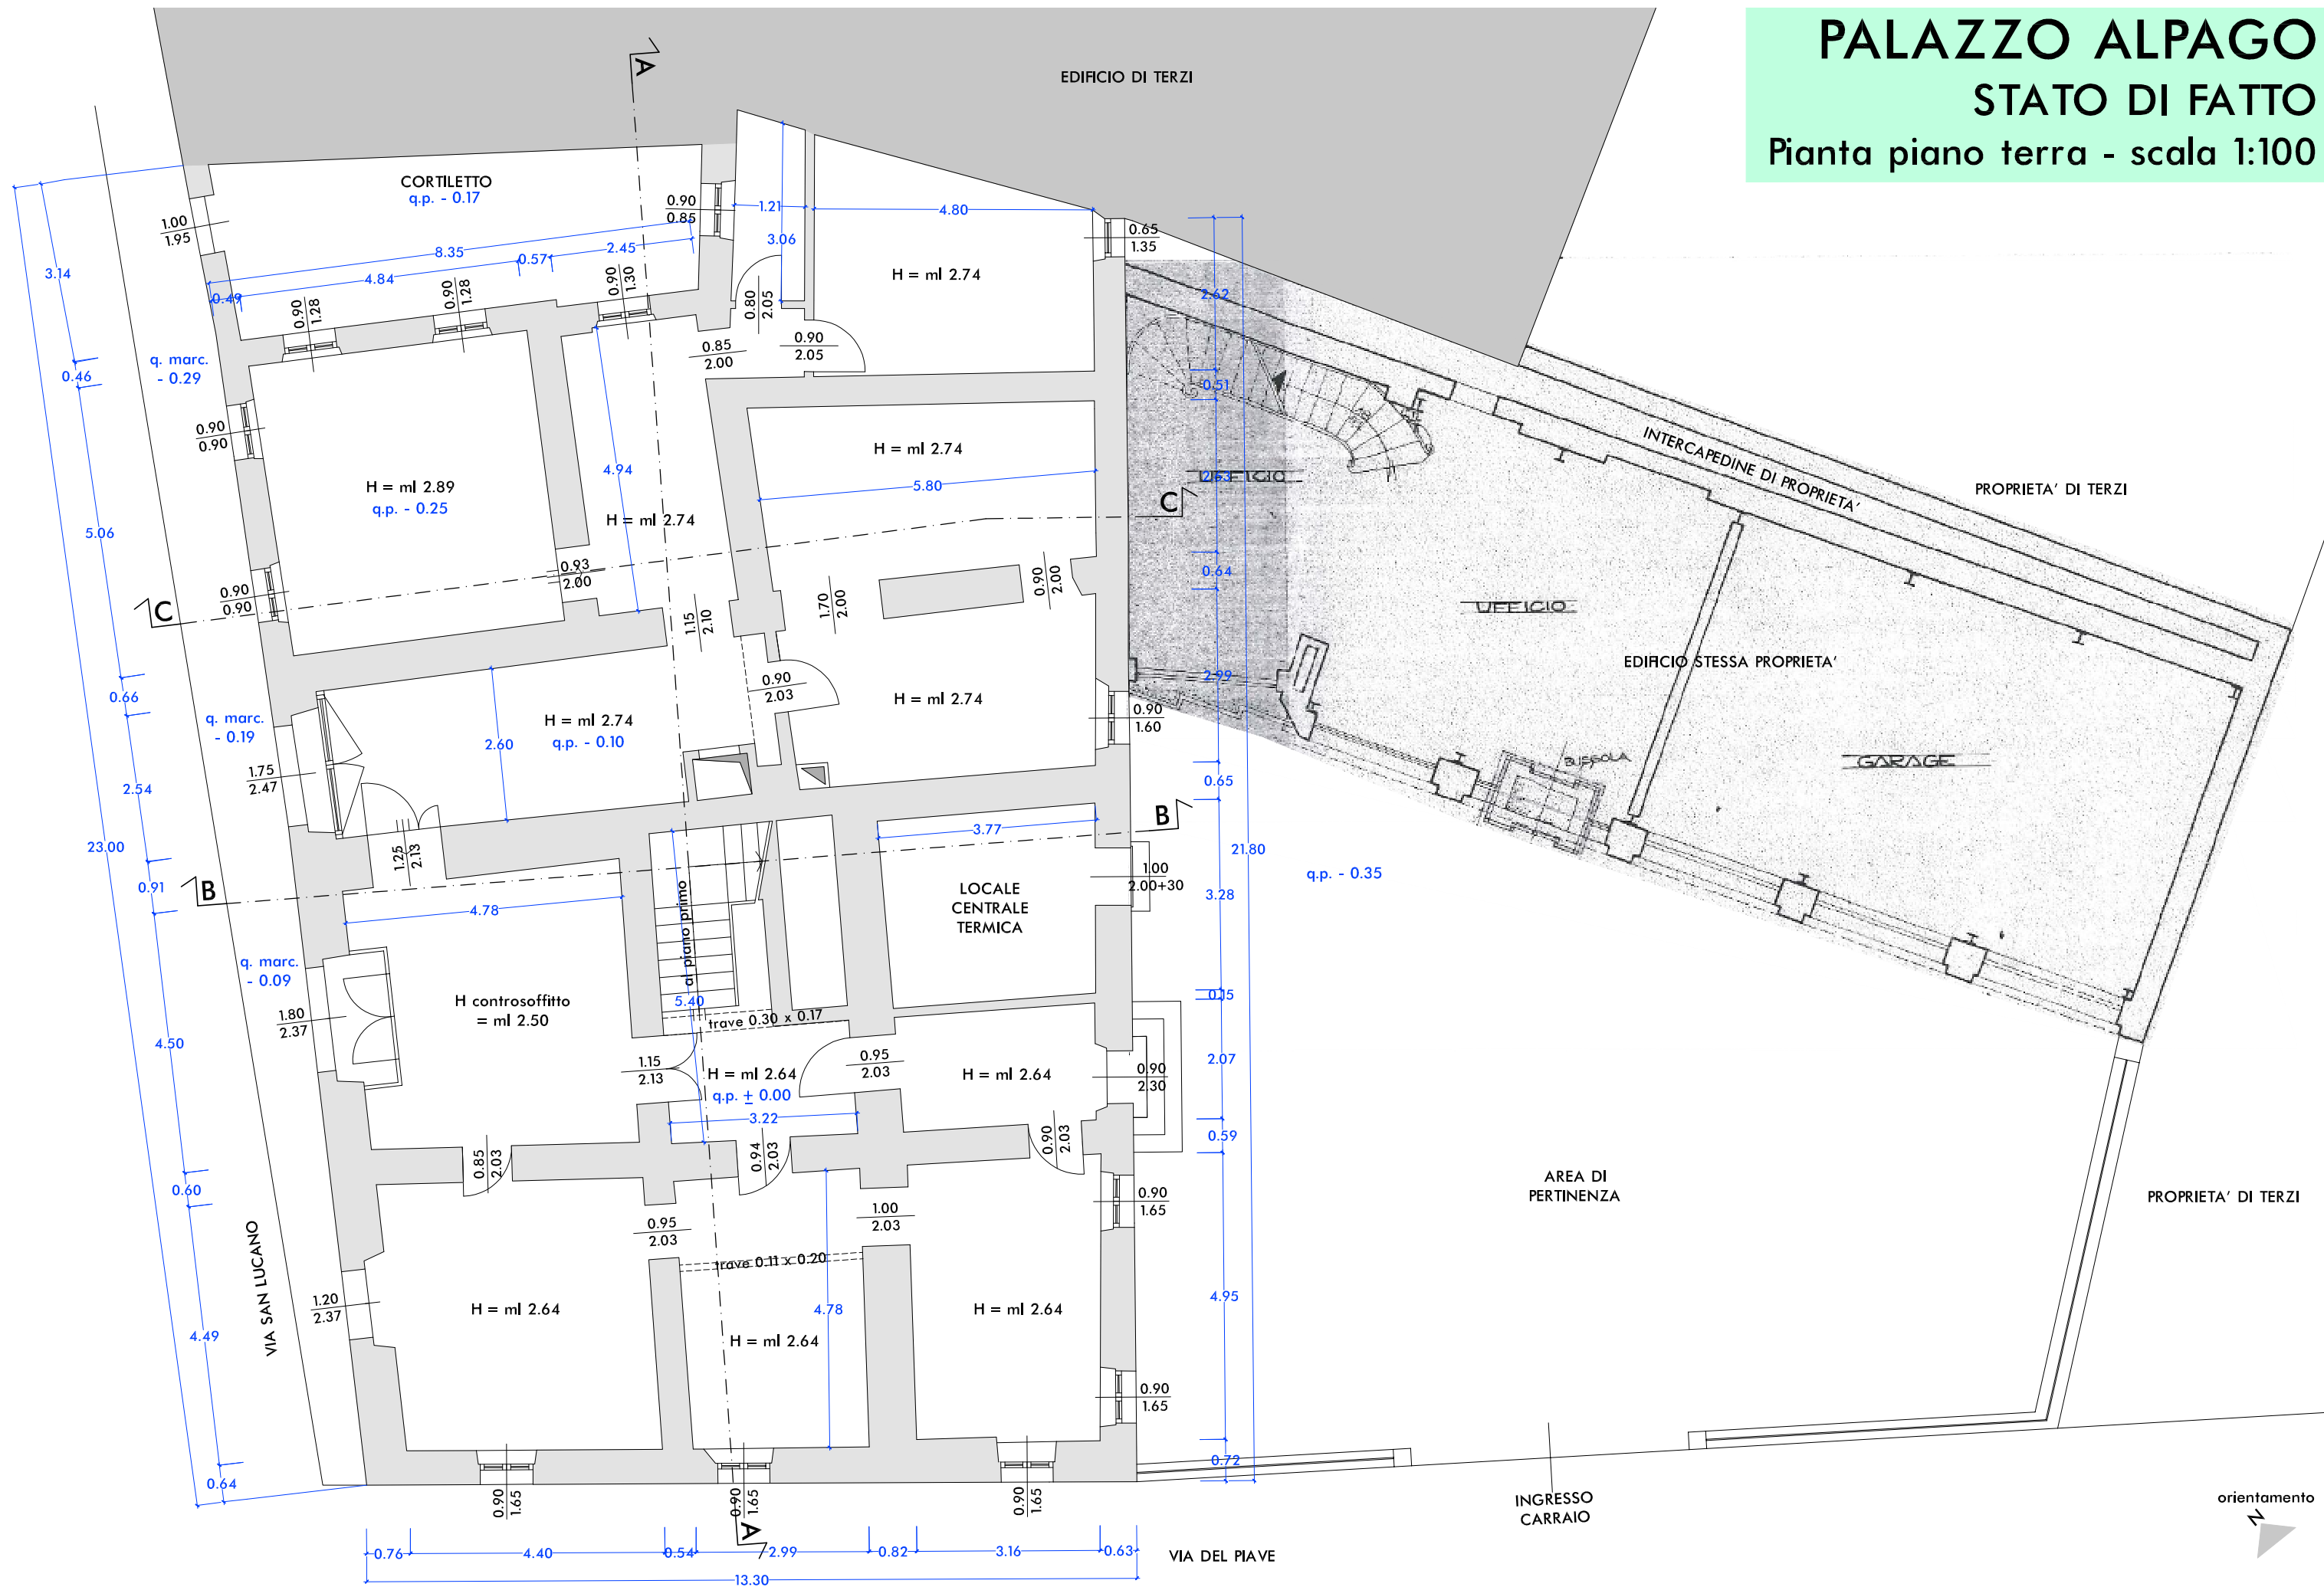 PALAZZO ALPAGO
STATO DI FATTO
Pianta piano terra - scala 1:100
EDIFICIO DI TERZI
A
CORTILETTO
q.p. - 0.17
1.00
1.95
0.90
0.85
1.21
3.06
4.80
0.65
1.35
3.14
8.35
2.45
0.57
4.84
0.49
H = ml 2.74
2.62
0.90
1.28
0.90
1.28
0.90
1.30
0.80
2.05
0.85
2.00
0.90
2.05
q. marc.
- 0.29
0.46
0.51
0.90
0.90
H = ml 2.74
INTERCAPEDINE DI PROPRIETA'
4.94
5.80
H = ml 2.89
q.p. - 0.25
UFFICIO
2.63
PROPRIETA' DI TERZI
H = ml 2.74
C
5.06
0.93
2.00
0.64
1.70
2.00
0.90
2.00
0.90
0.90
C
1.15
2.10
UFFICIO
EDIFICIO STESSA PROPRIETA'
0.66
0.90
2.03
2.99
H = ml 2.74
q. marc.
- 0.19
H = ml 2.74
q.p. - 0.10
2.60
0.90
1.60
BUSSOLA
GARAGE
1.75
2.47
2.54
0.65
B
3.77
23.00
21.80
1.25
2.13
0.91
B
1.00
2.00+30
q.p. - 0.35
LOCALE
CENTRALE
TERMICA
3.28
4.78
al piano primo
q. marc.
- 0.09
H controsoffitto
= ml 2.50
5.40
0.15
1.80
2.37
trave 0.30 x 0.17
4.50
1.15
2.13
H = ml 2.64
q.p. ± 0.00
0.95
2.03
H = ml 2.64
0.90
2.30
2.07
3.22
0.85
2.03
0.94
2.03
0.90
2.03
0.59
0.60
AREA DI
PERTINENZA
PROPRIETA' DI TERZI
0.90
1.65
0.95
2.03
1.00
2.03
VIA SAN LUCANO
trave 0.11 x 0.20
1.20
2.37
H = ml 2.64
4.78
H = ml 2.64
H = ml 2.64
4.95
4.49
0.90
1.65
0.64
0.72
0.90
1.65
0.90
1.65
0.90
1.65
A
INGRESSO
CARRAIO
orientamento
N
0.76
4.40
0.54
2.99
0.82
3.16
0.63
VIA DEL PIAVE
13.30